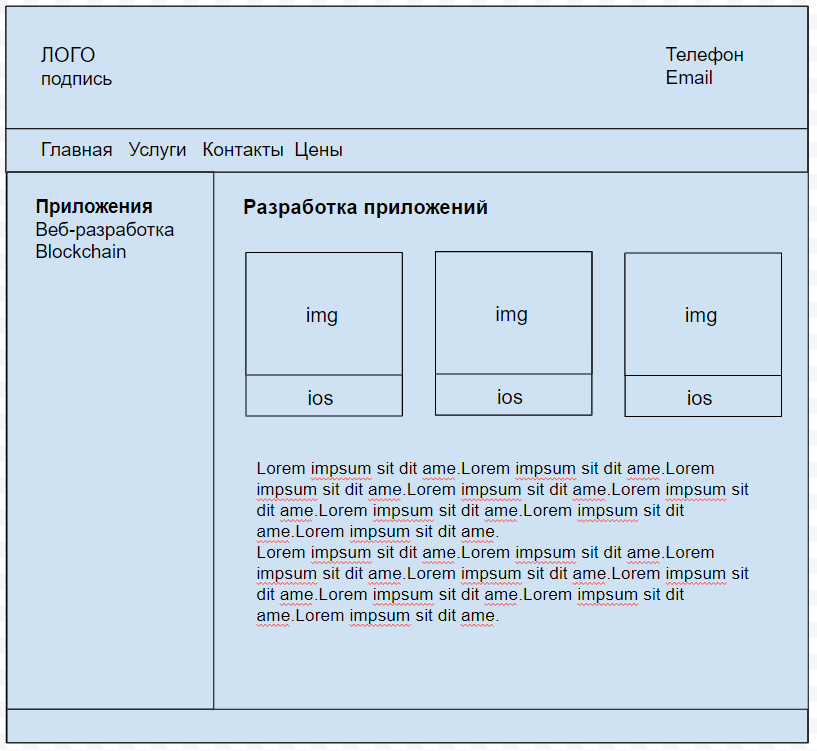 ЛОГО
подпись
Телефон
Email
Главная Услуги Контакты Цены
Приложения
Веб-разработка
Blockchain
Разработка приложений
img
img
img
ios
ios
ios
Lorem impsum sit dit ame.Lorem impsum sit dit ame.Lorem
impsum sit dit ame.Lorem impsum sit dit ame.Lorem impsum sit
dit ame.Lorem impsum sit dit ame.Lorem impsum sit dit
ame.Lorem impsum sit dit ame.
Lorem impsum sit dit ame.Lorem impsum sit dit ame.Lorem
impsum sit dit ame.Lorem impsum sit dit ame.Lorem impsum sit
dit ame.Lorem impsum sit dit ame.Lorem impsum sit dit
ame.Lorem impsum sit dit ame.